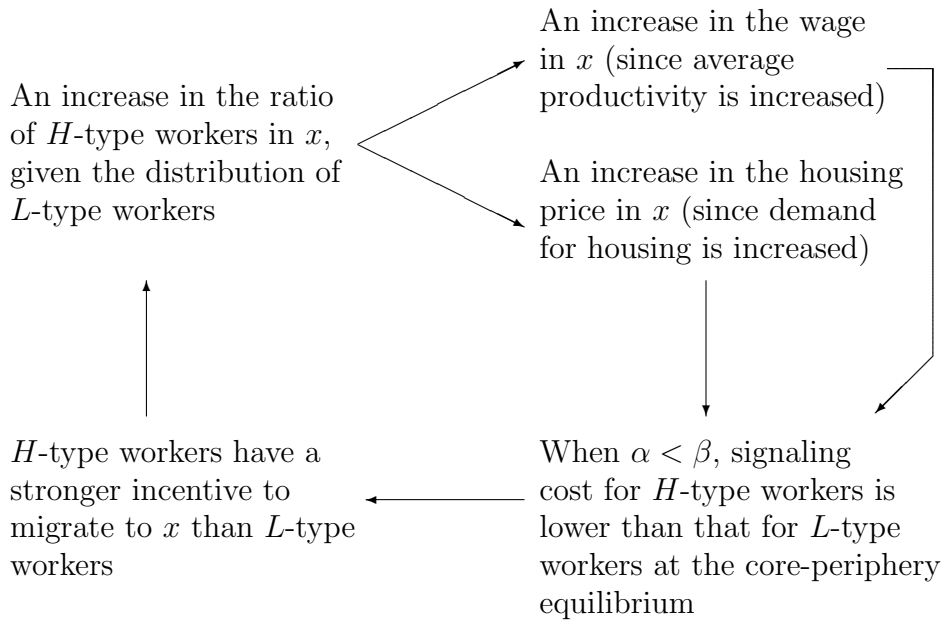 An increase in the ratio
of H-type workers in x,
given the distribution of
L-type workers
An increase in the wage
in x (since average
productivity is increased)
An increase in the housing
price in x (since demand
for housing is increased)
When α < β, signaling
cost for H-type workers is
lower than that for L-type
workers at the core-periphery
equilibrium
H-type workers have a
stronger incentive to
migrate to x than L-type
workers